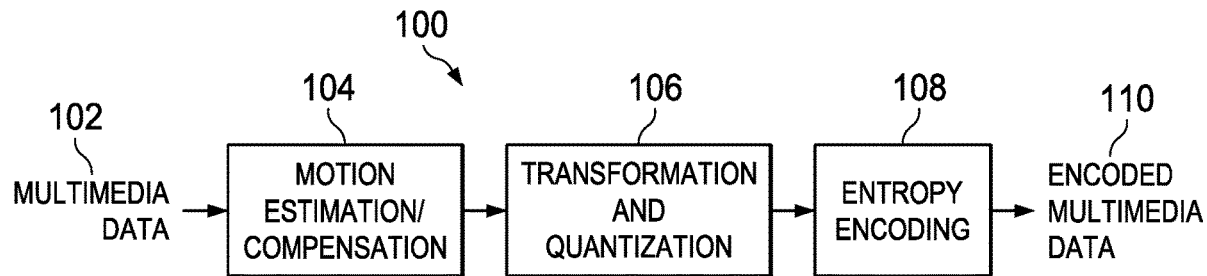 100
102
MULTIMEDIA
DATA
104
MOTION
ESTIMATION/
COMPENSATION
106
TRANSFORMATION
AND
QUANTIZATION
108
ENTROPY
ENCODING
110
ENCODED
MULTIMEDIA
DATA